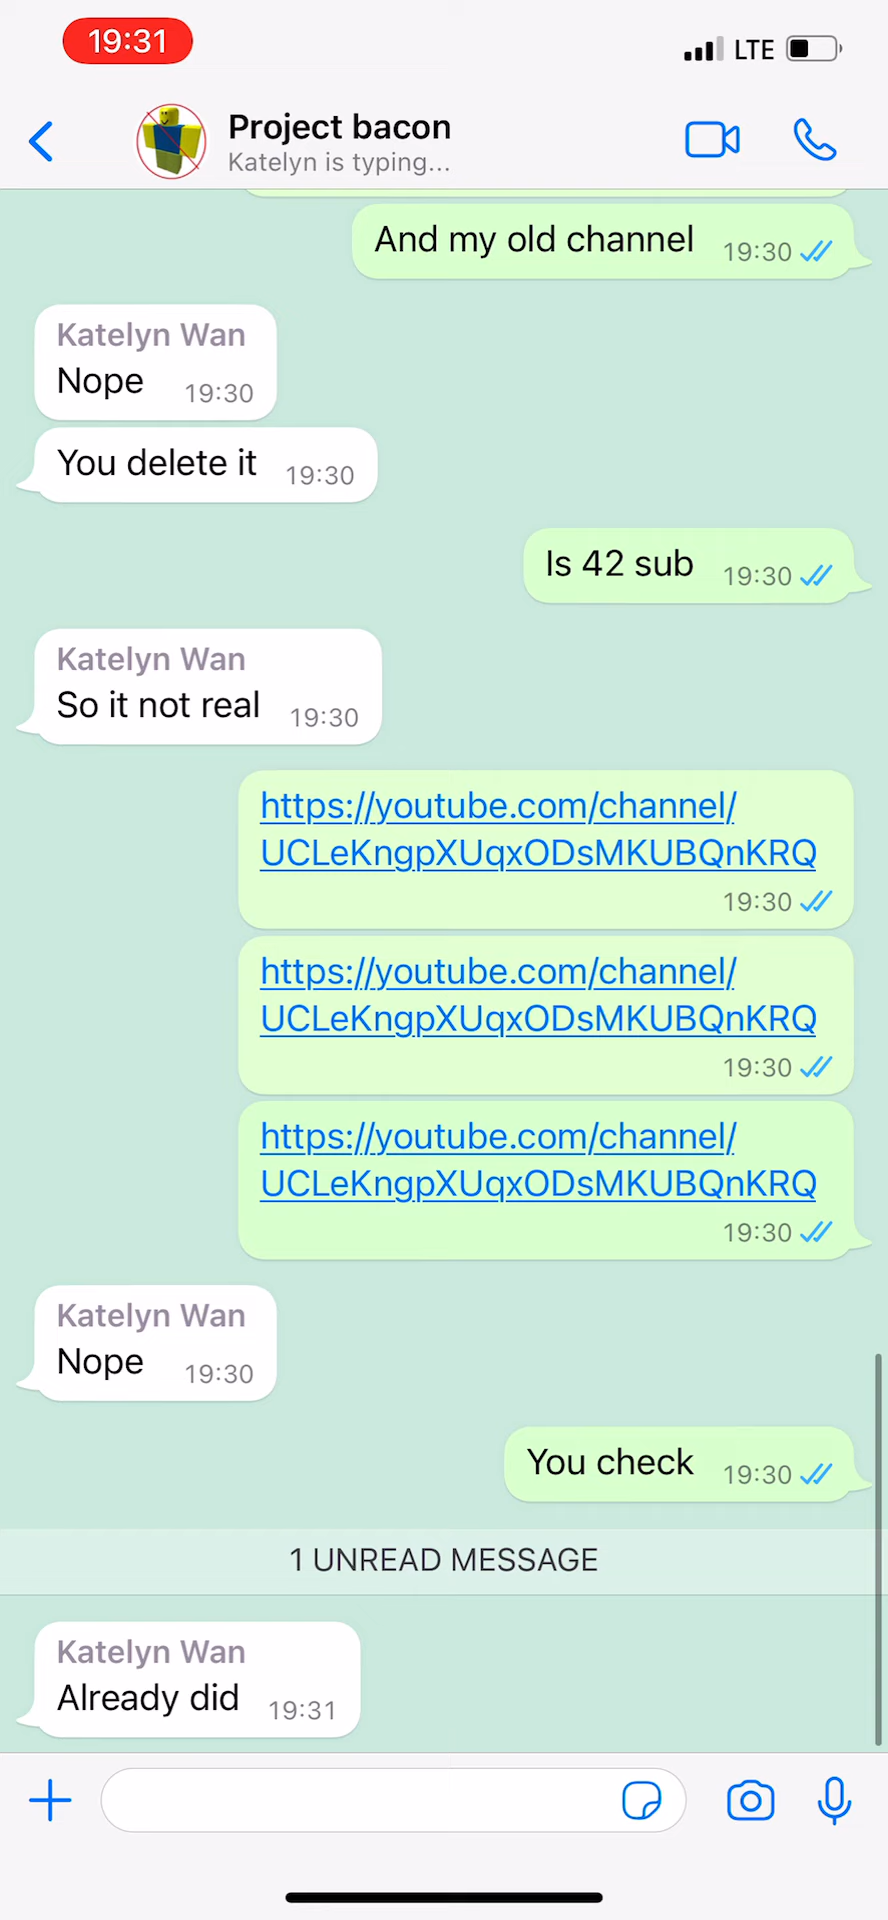 19:31
LTE
Project bacon
Katelyn is typing...
And my old channel 19:30
Katelyn Wan
Nope 19:30
You delete it 19:30
Is 42 sub 19:30
Katelyn Wan
So it not real 19:30
https://youtube.com/channel/
UCLeKngpXUqxODsMKUBQnKRQ
19:30
https://youtube.com/channel/
UCLeKngpXUqxODsMKUBQnKRQ
19:30
https://youtube.com/channel/
UCLeKngpXUqxODsMKUBQnKRQ
19:30
Katelyn Wan
Nope 19:30
You check 19:30
1 UNREAD MESSAGE
Katelyn Wan
Already did 19:31